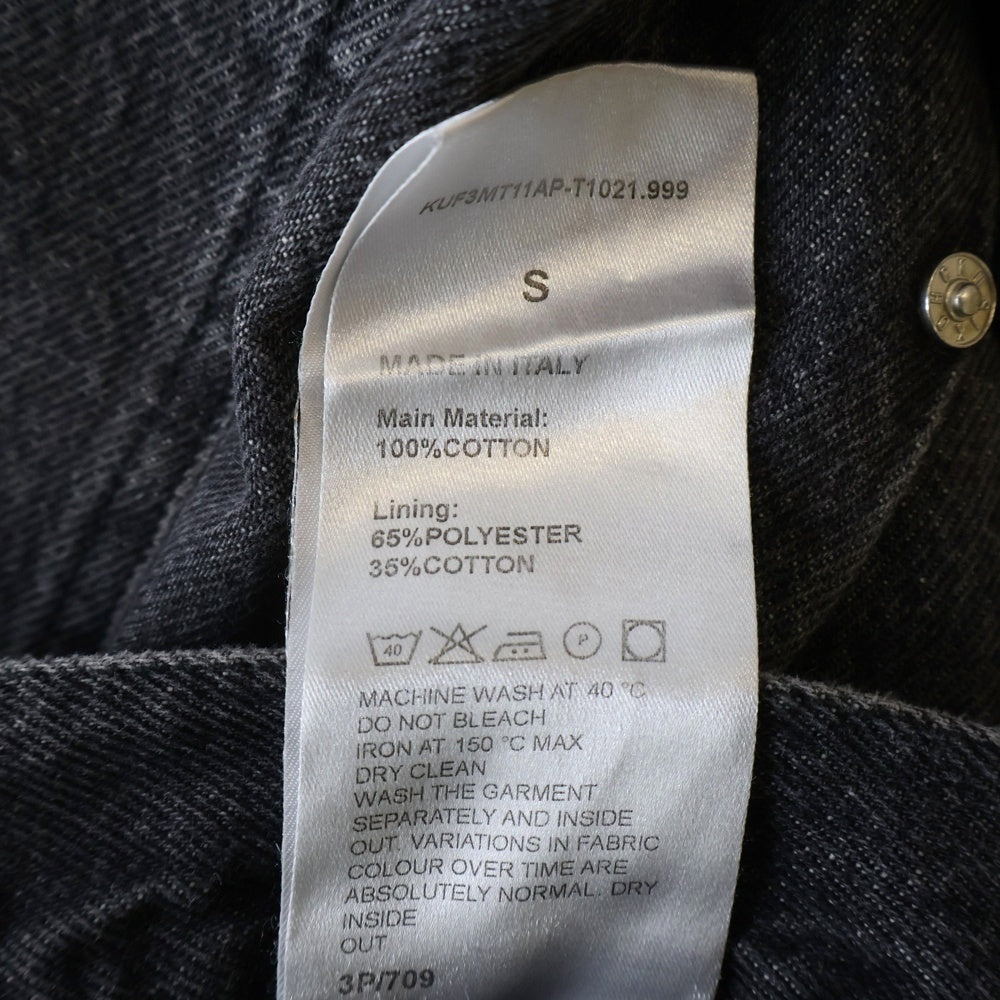 KUF3MT11AP-T1021.999
S
MADE IN ITALY
Main Material:
100%COTTON
Lining:
65%POLYESTER
35%COTTON
40
P
MACHINE WASH AT 40 °C
DO NOT BLEACH
IRON AT 150 °C MAX
DRY CLEAN
WASH THE GARMENT
SEPARATELY AND INSIDE
OUT. VARIATIONS IN FABRIC
COLOUR OVER TIME ARE
ABSOLUTELY NORMAL. DRY
INSIDE
OUT
3P/709